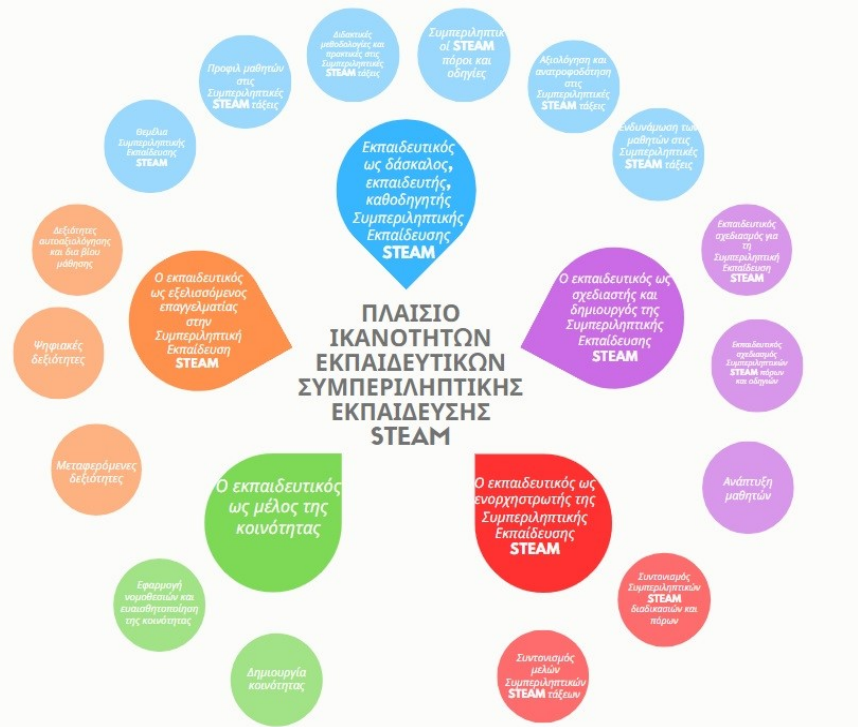 ΠΛΑΙΣΙΟ
ΙΚΑΝΟΤΗΤΩΝ
ΕΚΠΑΙΔΕΥΤΙΚΩΝ
ΣΥΜΠΕΡΙΛΗΠΤΙΚΗΣ
ΕΚΠΑΙΔΕΥΣΗΣ
STEAM
Εκπαιδευτικός
ως δάσκαλος,
εκπαιδευτής,
καθοδηγητής
Συμπεριληπτικής
Εκπαίδευσης
STEAM
Θεμέλια
Συμπεριληπτικής
Εκπαίδευσης
STEAM
Προφίλ μαθητών
στις
Συμπεριληπτικές
STEAM τάξεις
Διδακτικές
μεθοδολογίες και
πρακτικές στις
Συμπεριληπτικές
STEAM τάξεις
Συμπεριληπτικ
οί STEAM
πόροι και
οδηγίες
Αξιολόγηση και
ανατροφοδότηση
στις
Συμπεριληπτικές
STEAM τάξεις
Ενδυνάμωση των
μαθητών στις
Συμπεριληπτικές
STEAM τάξεις
Ο εκπαιδευτικός ως
σχεδιαστής και
δημιουργός της
Συμπεριληπτικής
Εκπαίδευσης
STEAM
Εκπαιδευτικός
σχεδιασμός για
τη
Συμπεριληπτική
Εκπαίδευση
STEAM
Εκπαιδευτικός
σχεδιασμός
Συμπεριληπτικών
STEAM πόρων
και οδηγιών
Ανάπτυξη
μαθητών
Ο εκπαιδευτικός ως
ενορχηστρωτής της
Συμπεριληπτικής
Εκπαίδευσης
STEAM
Συντονισμός
Συμπεριληπτικών
STEAM
διαδικασιών και
πόρων
Συντονισμός
μελών
Συμπεριληπτικών
STEAM τάξεων
Ο εκπαιδευτικός
ως μέλος της
κοινότητας
Δημιουργία
κοινότητας
Εφαρμογή
νομοθεσιών και
ευαισθητοποίηση
της κοινότητας
Ο εκπαιδευτικός
ως εξελισσόμενος
επαγγελματίας
στην
Συμπεριληπτική
Εκπαίδευση
STEAM
Μεταφερόμενες
δεξιότητες
Ψηφιακές
δεξιότητες
Δεξιότητες
αυτοαξιολόγησης
και δια βίου
μάθησης